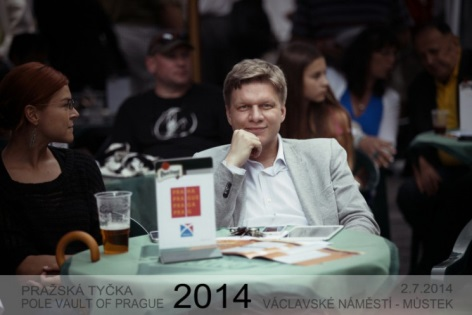 PRAŽSKÁ TYČKA
POLE VAULT OF PRAGUE
2014
2.7.2014
VÁCLAVSKÉ NÁMĚSTÍ - MŮSTEK